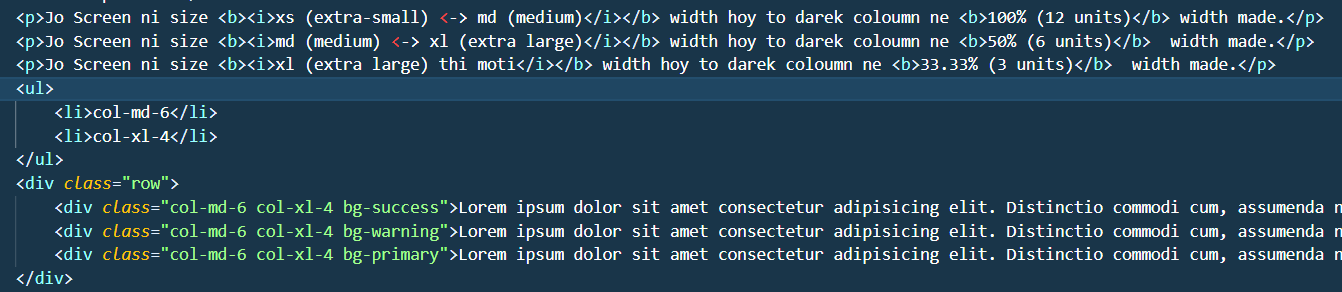 <p>Jo Screen ni size <b><i>xs (extra-small) <-> md (medium)</i></b> width hoy to darek coloumn ne <b>100% (12 units)</b> width made.</p>
<p>Jo Screen ni size <b><i>md (medium) <-> xl (extra large)</i></b> width hoy to darek coloumn ne <b>50% (6 units)</b>  width made.</p>
<p>Jo Screen ni size <b><i>xl (extra large) thi moti</i></b> width hoy to darek coloumn ne <b>33.33% (3 units)</b>  width made.</p>
<ul>
    <li>col-md-6</li>
    <li>col-xl-4</li>
</ul>
<div class="row">
    <div class="col-md-6 col-xl-4 bg-success">Lorem ipsum dolor sit amet consectetur adipisicing elit. Distinctio commodi cum, assumenda
    <div class="col-md-6 col-xl-4 bg-warning">Lorem ipsum dolor sit amet consectetur adipisicing elit. Distinctio commodi cum, assumenda
    <div class="col-md-6 col-xl-4 bg-primary">Lorem ipsum dolor sit amet consectetur adipisicing elit. Distinctio commodi cum, assumenda
</div>